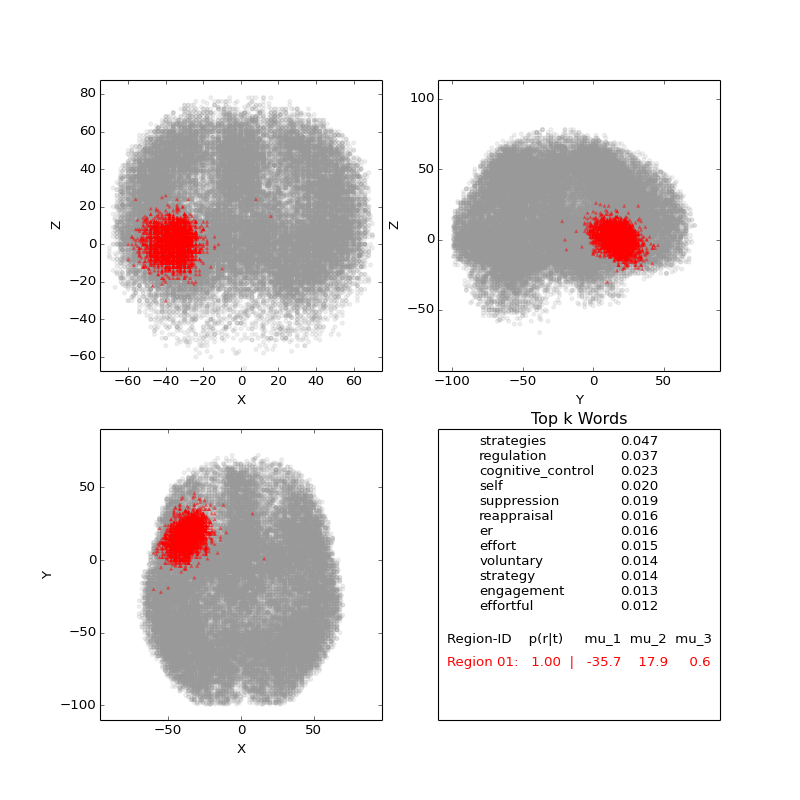 80
60
40
20
0
−20
−40
−60
Z
−60 −40 −20 0 20 40 60
X
100
50
0
−50
Z
−100 −50 0 50
Y
50
0
−50
−100
Y
−50 0 50
X
Top k Words
strategies 0.047
regulation 0.037
cognitive_control 0.023
self 0.020
suppression 0.019
reappraisal 0.016
er 0.016
effort 0.015
voluntary 0.014
strategy 0.014
engagement 0.013
effortful 0.012
Region-ID p(r|t) mu_1 mu_2 mu_3
Region 01: 1.00 | -35.7 17.9 0.6